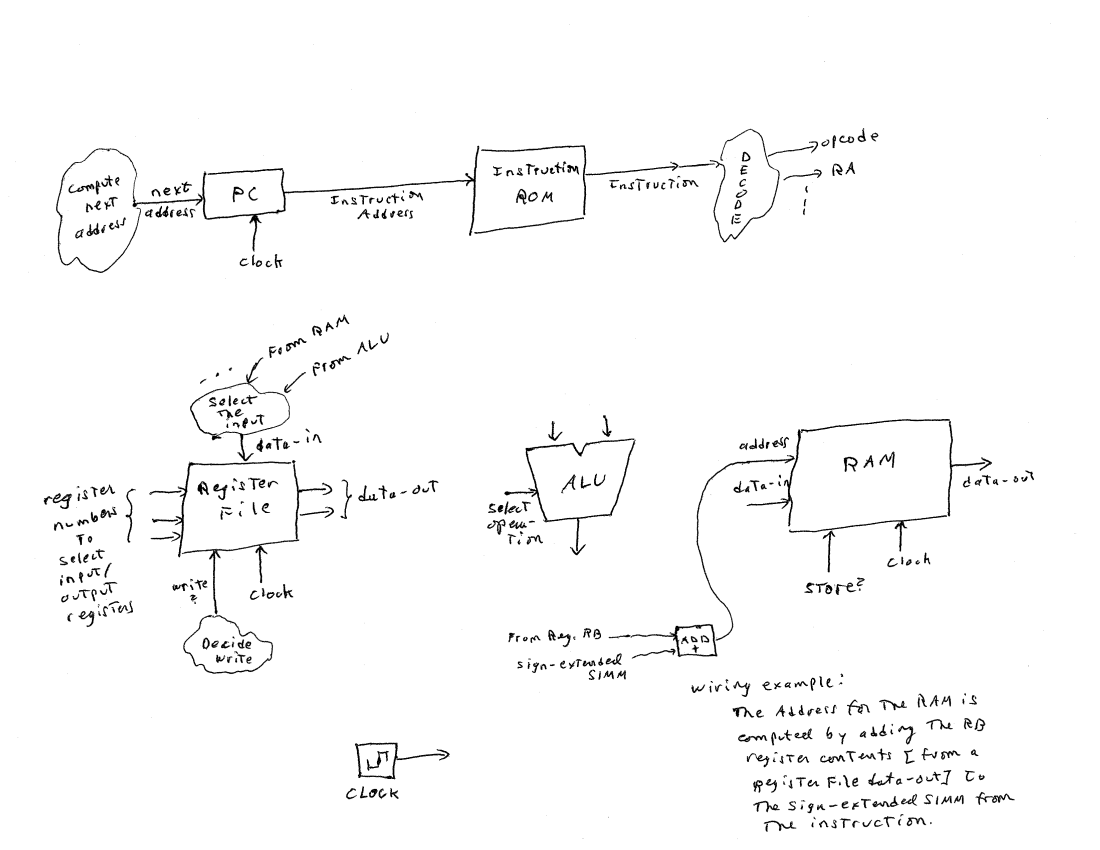 compute
next
address
next
address
PC
clock
Instruction
Address
Instruction
ROM
Instruction
DECODE
opcode
RA
From RAM
From ALU
...
Select
The
input
data-in
register
numbers
To
select
input/
output
registers
Register
File
data-out
write
?
clock
Decide
write
select
opera-
Tion
ALU
address
data-in
RAM
data-out
STORE?
clock
From Reg. RB
sign-extended
SIMM
ADD
+
wiring example:
The Address for The RAM is
computed by adding The RB
register contents [from a
Register File data-out] To
The sign-extended SIMM from
The instruction.
CLOCK